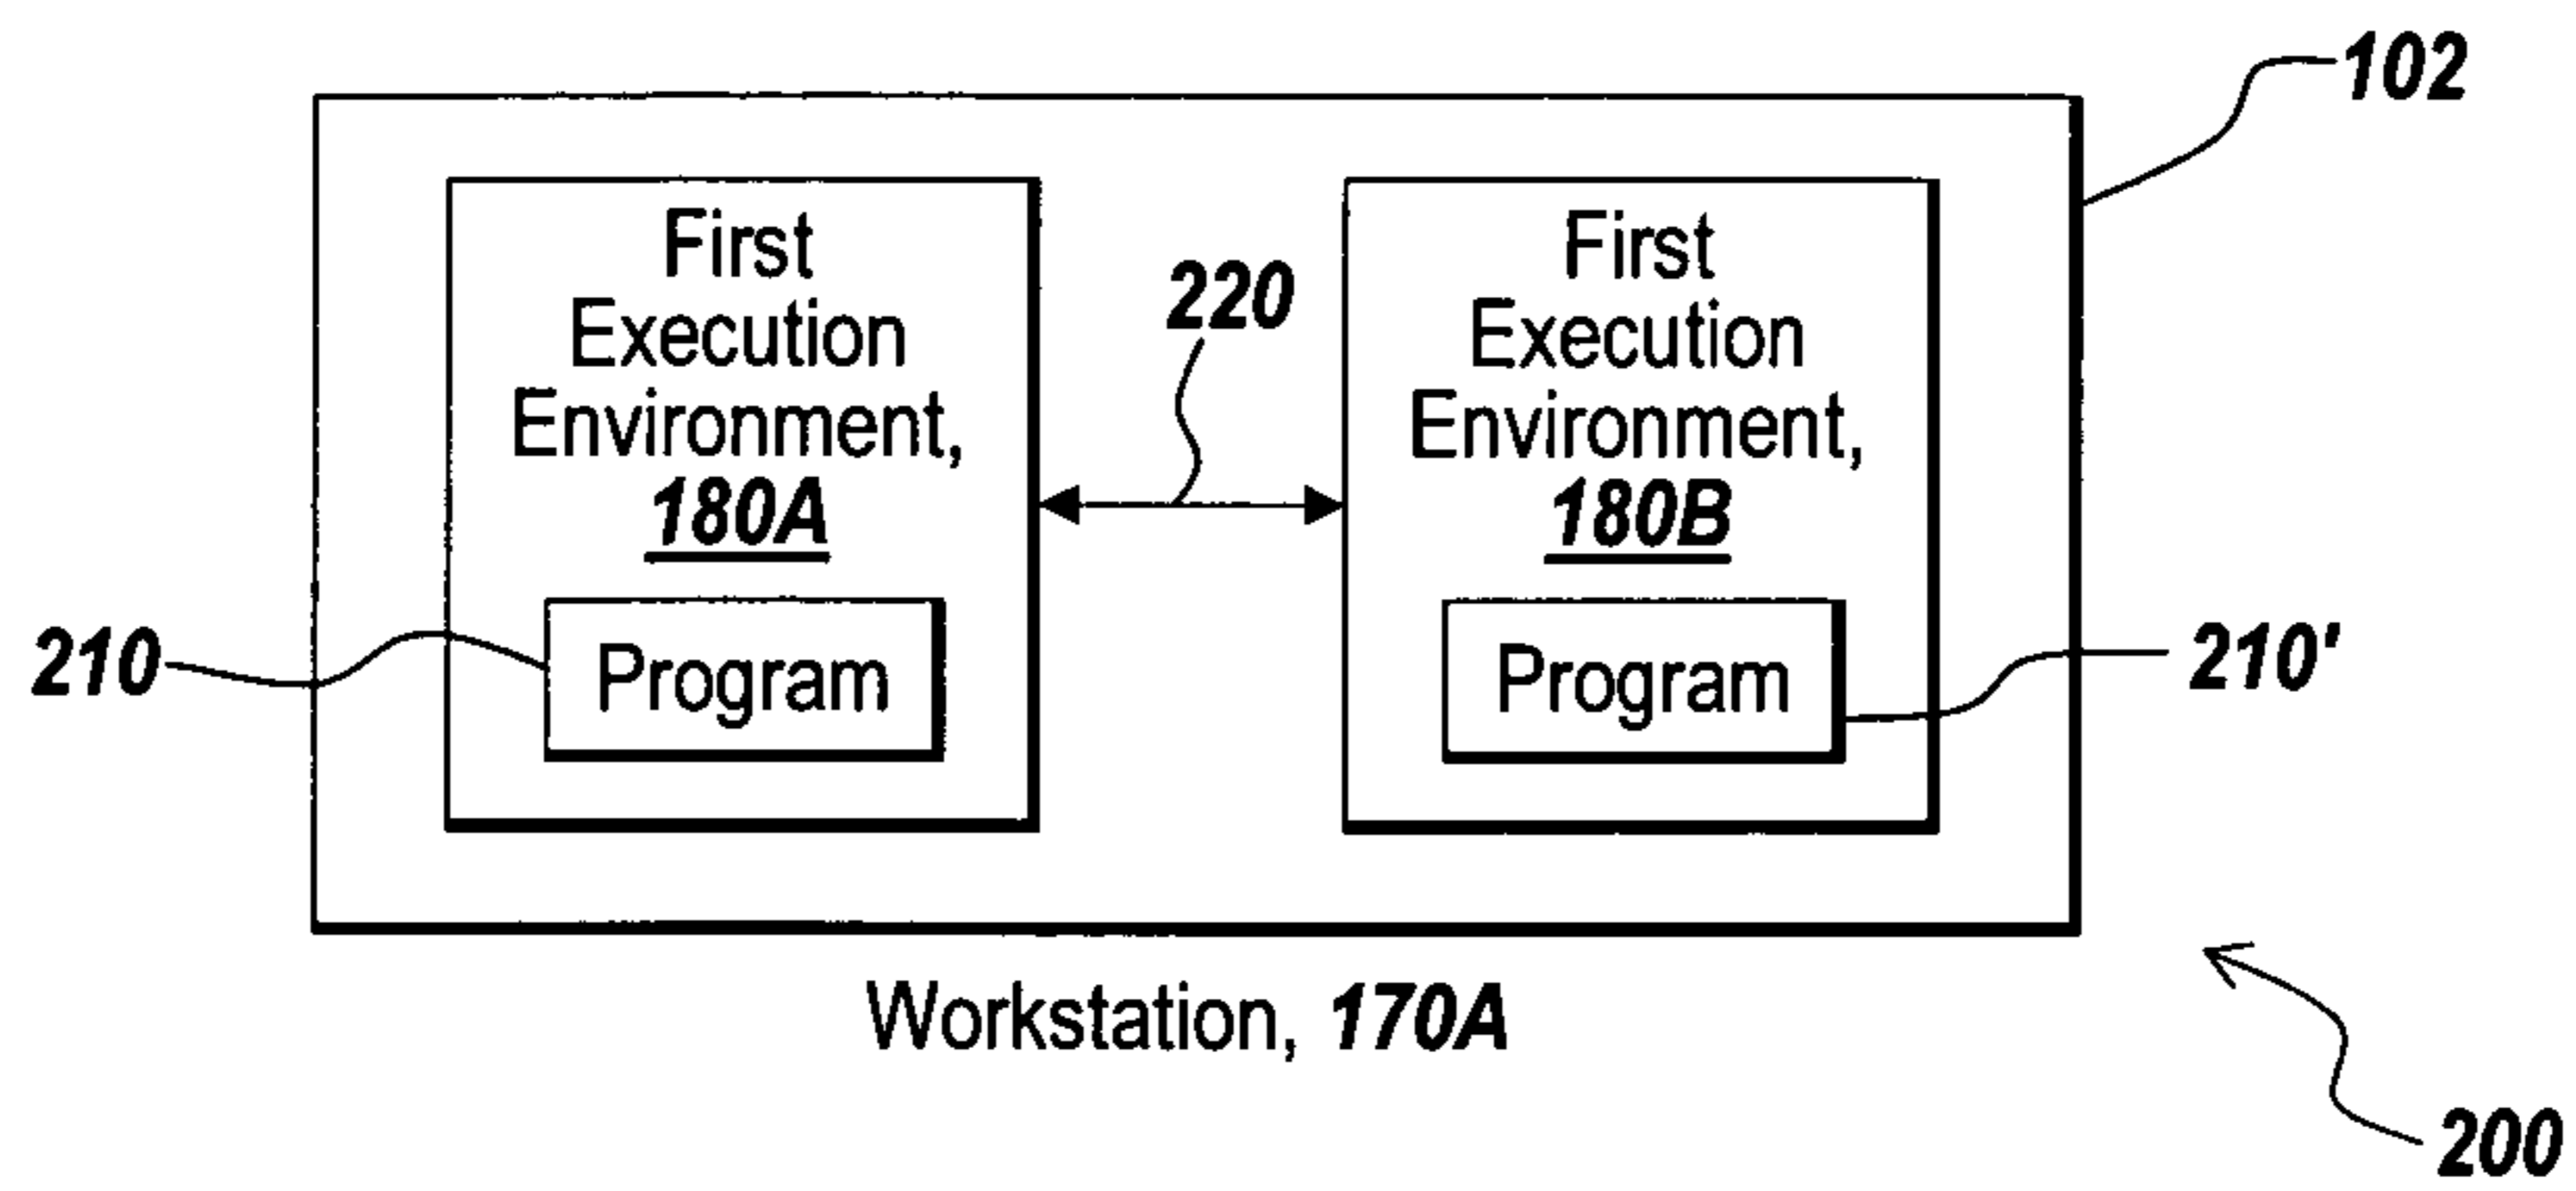 102
First
Execution
Environment,
180A
First
Execution
Environment,
180B
220
210
Program
Program
210'
Workstation, 170A
200